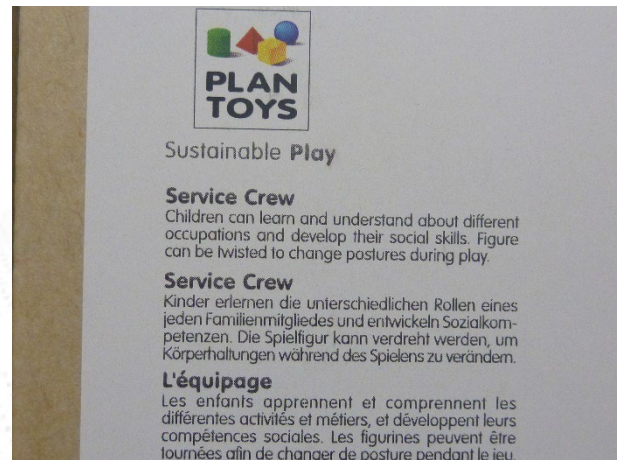 PLAN
TOYS
Sustainable Play
Service Crew
Children can learn and understand about different
occupations and develop their social skills. Figure
can be twisted to change postures during play.
Service Crew
Kinder erlernen die unterschiedlichen Rollen eines
jeden Familienmitgliedes und entwickeln Sozialkom-
petenzen. Die Spielfigur kann verdreht werden, um
Körperhaltungen während des Spielens zu verändern.
L'équipage
Les enfants apprennent et comprennent les
différentes activités et métiers, et développent leurs
compétences sociales. Les figurines peuvent être
tournées afin de changer de posture pendant le jeu.